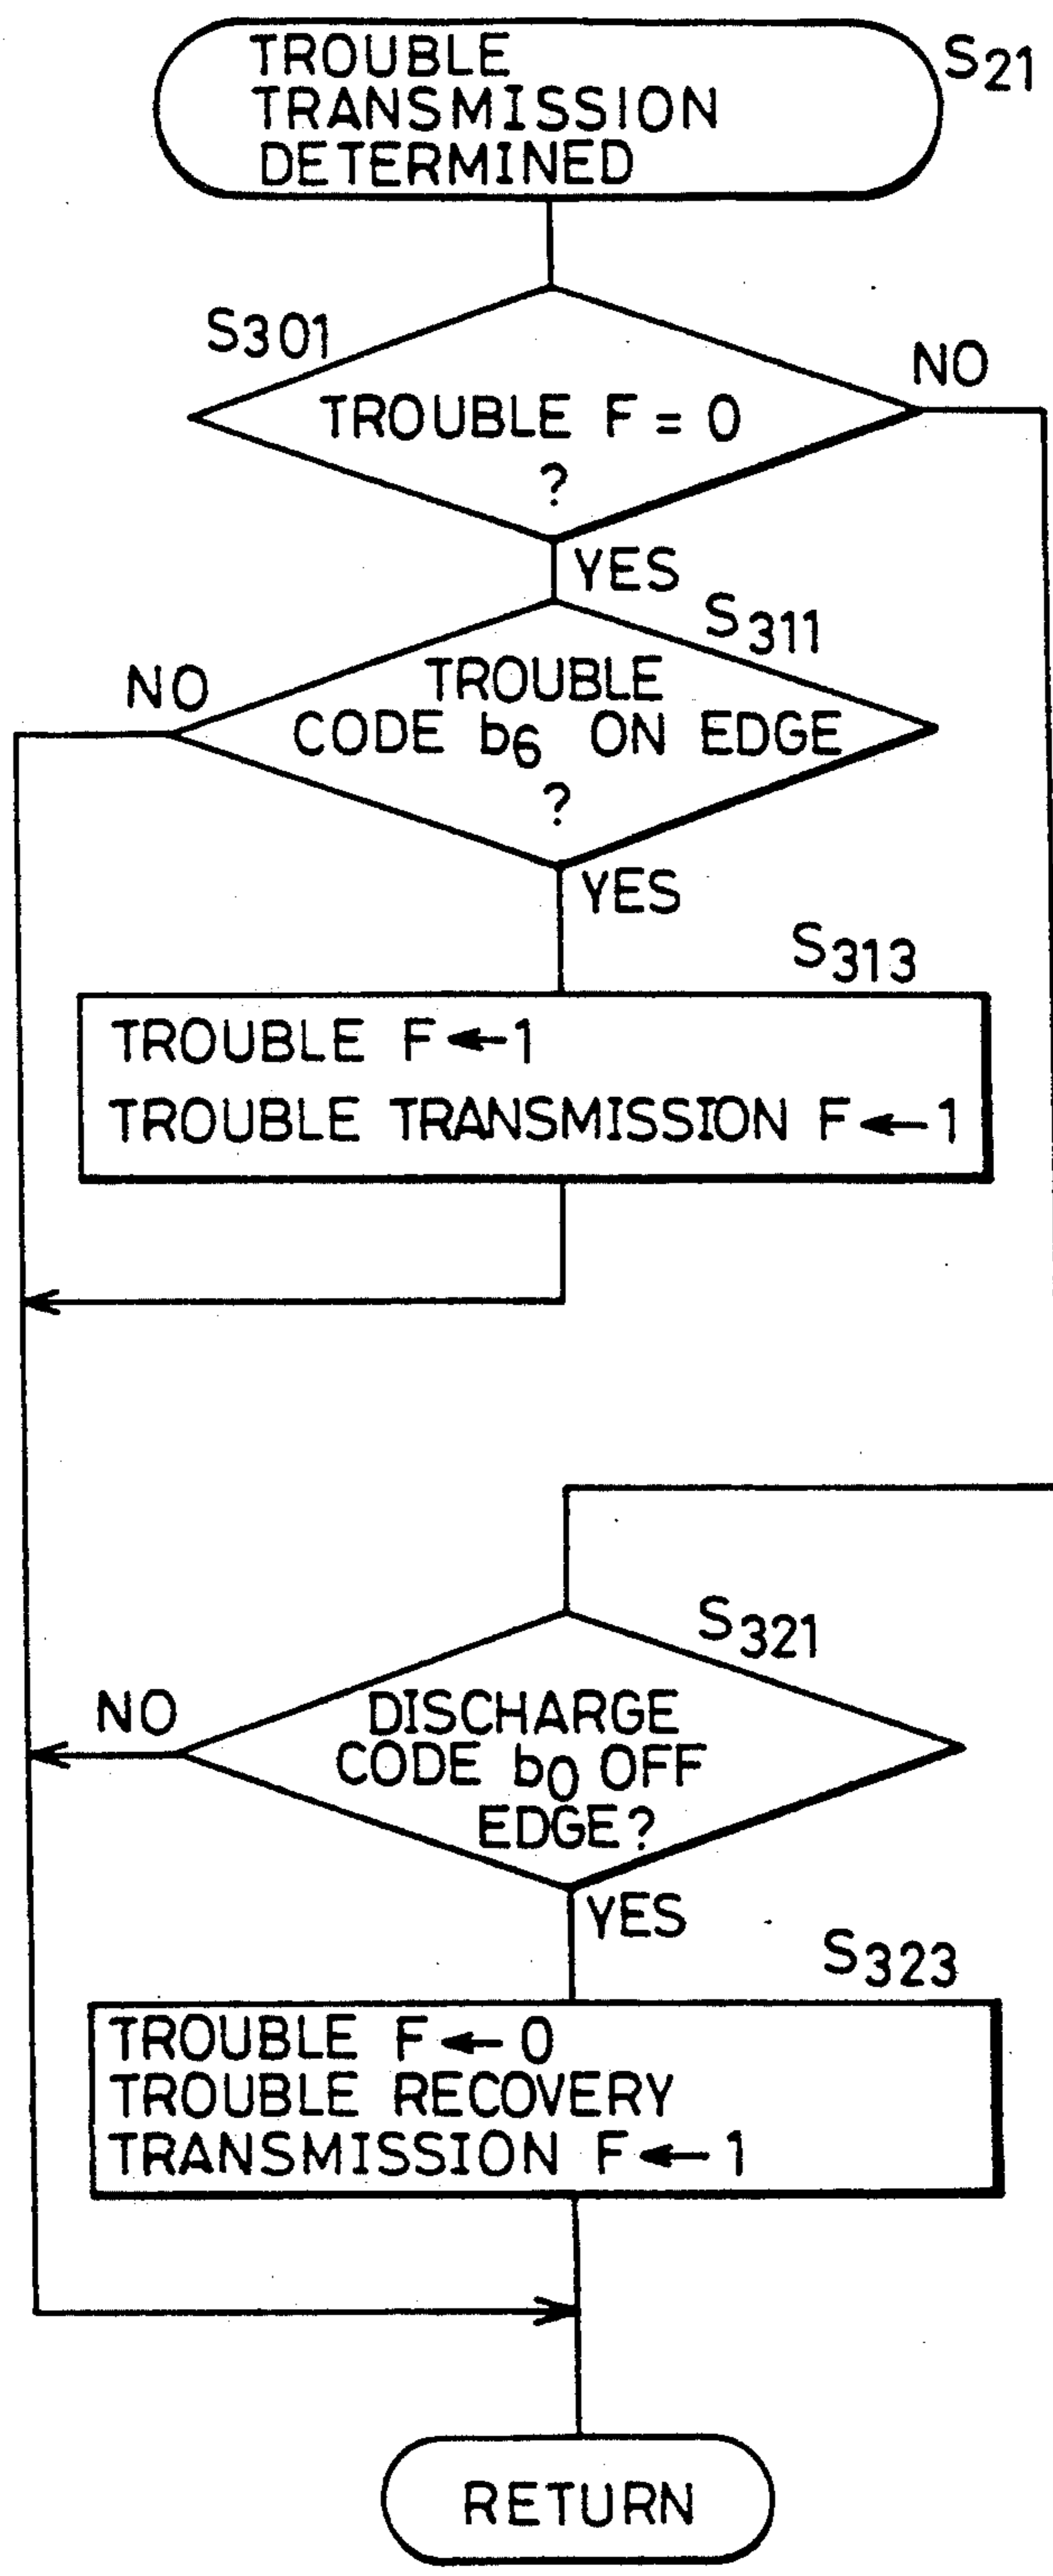 TROUBLE
TRANSMISSION
DETERMINED
S21
S301
NO
TROUBLE F = 0
?
YES
S311
NO
TROUBLE
CODE b6 ON EDGE
?
YES
S313
TROUBLE F ← 1
TROUBLE TRANSMISSION F ← 1
S321
NO
DISCHARGE
CODE b0 OFF
EDGE?
YES
S323
TROUBLE F ← 0
TROUBLE RECOVERY
TRANSMISSION F ← 1
RETURN